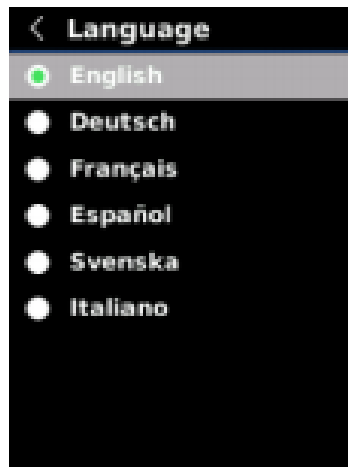 Language
English
Deutsch
Français
Español
Svenska
Italiano